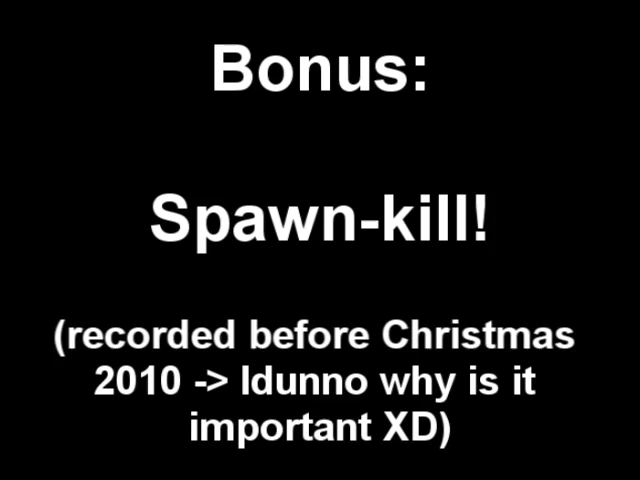 Bonus:
Spawn-kill!
(recorded before Christmas
2010 -> Idunno why is it
important XD)